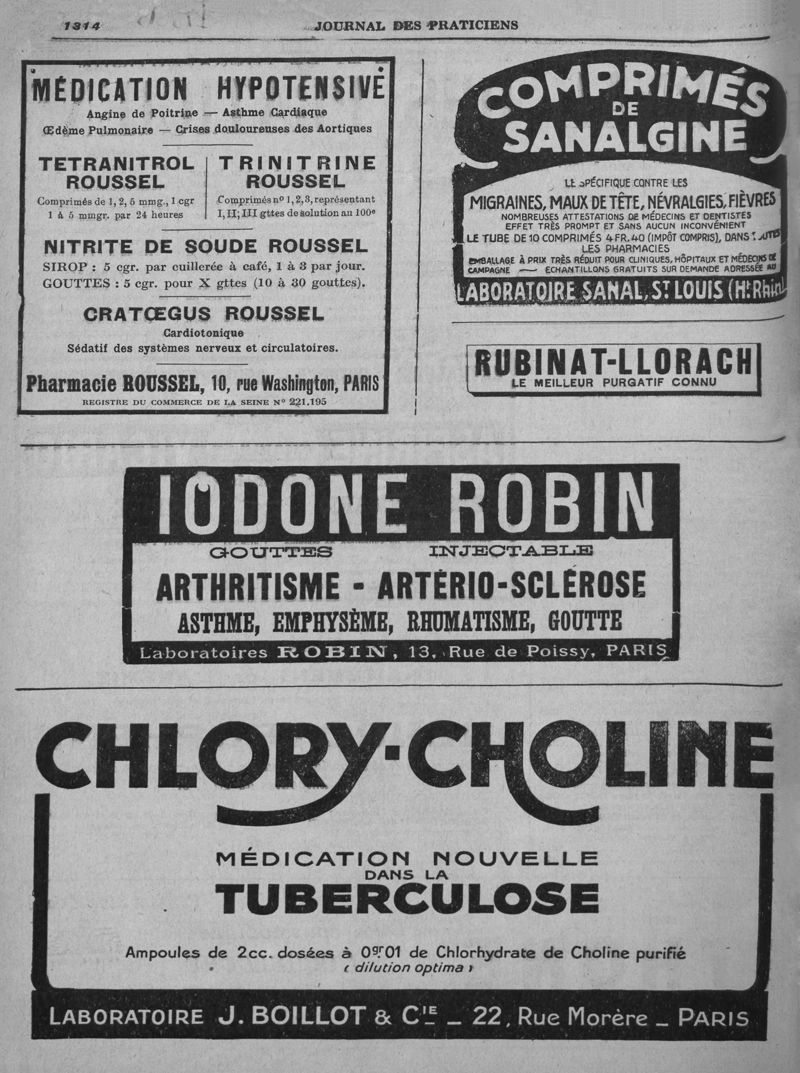 1314
JOURNAL DES PRATICIENS
MÉDICATION HYPOTENSIVE
Angine de Poitrine — Asthme Cardiaque
Œdème Pulmonaire — Crises douloureuses des Aortiques
TETRANITROL
ROUSSEL
Comprimés de 1, 2, 5 mmg., 1 cgr
1 à 5 mmgr. par 24 heures
TRINITRINE
ROUSSEL
Comprimés nº 1, 2, 3, représentant
I, II; III gttes de solution au 100e
NITRITE DE SOUDE ROUSSEL
SIROP : 5 cgr. par cuillerée à café, 1 à 3 par jour.
GOUTTES : 5 cgr. pour X gttes (10 à 30 gouttes).
CRATŒGUS ROUSSEL
Cardiotonique
Sédatif des systèmes nerveux et circulatoires.
Pharmacie ROUSSEL, 10, rue Washington, PARIS
REGISTRE DU COMMERCE DE LA SEINE Nº 221.195
COMPRIMÉS
DE
SANALGINE
LE SPÉCIFIQUE CONTRE LES
MIGRAINES, MAUX DE TÊTE, NÉVRALGIES, FIÈVRES
NOMBREUSES ATTESTATIONS DE MÉDECINS ET DENTISTES
EFFET TRÈS PROMPT ET SANS AUCUN INCONVÉNIENT
LE TUBE DE 10 COMPRIMÉS 4 FR. 40 (IMPÔT COMPRIS), DANS TOUTES
LES PHARMACIES
EMBALLAGE À PRIX TRÈS RÉDUIT POUR CLINIQUES, HÔPITAUX ET MÉDECINS DE
CAMPAGNE — ÉCHANTILLONS GRATUITS SUR DEMANDE ADRESSÉE AU
LABORATOIRE SANAL, ST LOUIS (Ht Rhin)
RUBINAT-LLORACH
LE MEILLEUR PURGATIF CONNU
IODONE ROBIN
GOUTTES INJECTABLE
ARTHRITISME - ARTÉRIO-SCLÉROSE
ASTHME, EMPHYSÈME, RHUMATISME, GOUTTE
Laboratoires ROBIN, 13, Rue de Poissy, PARIS
CHLORY-CHOLINE
MÉDICATION NOUVELLE
DANS LA
TUBERCULOSE
Ampoules de 2cc. dosées à 0gr01 de Chlorhydrate de Choline purifié
( dilution optima )
LABORATOIRE J. BOILLOT & CIE _ 22, Rue Morère _ PARIS